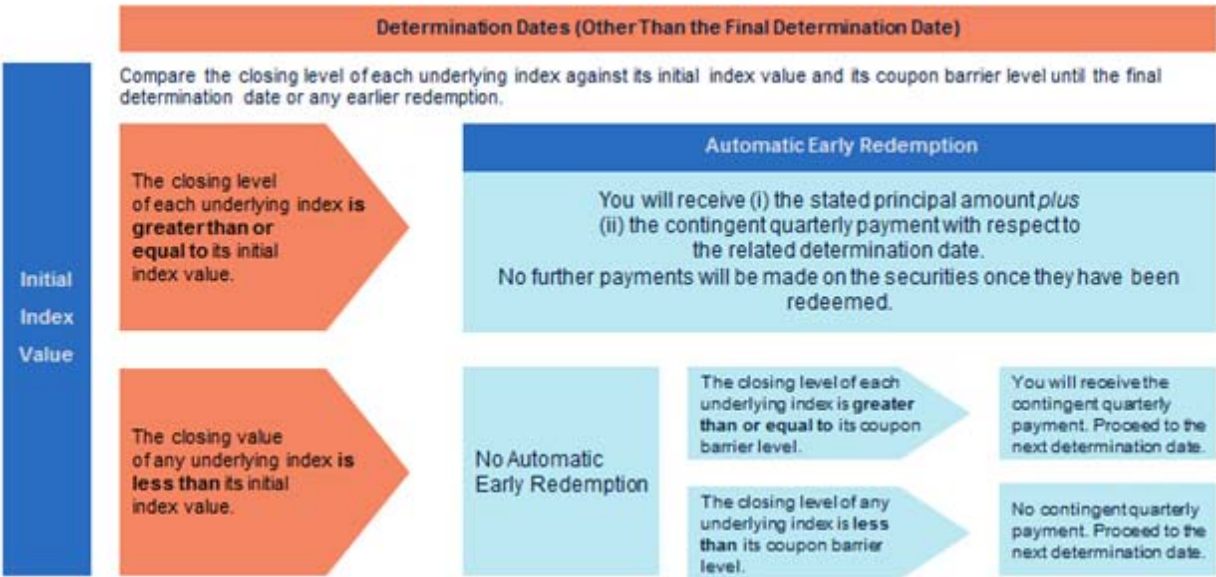 Determination Dates (Other Than the Final Determination Date)
Compare the closing level of each underlying index against its initial index value and its coupon barrier level until the final
determination date or any earlier redemption.
Initial
Index
Value
The closing level
of each underlying index is
greater than or
equal to its initial
index value.
Automatic Early Redemption
You will receive (i) the stated principal amount plus
(ii) the contingent quarterly payment with respect to
the related determination date.
No further payments will be made on the securities once they have been
redeemed.
The closing value
of any underlying index is
less than its initial
index value.
No Automatic
Early Redemption
The closing level of each
underlying index is greater
than or equal to its coupon
barrier level.
You will receive the
contingent quarterly
payment. Proceed to the
next determination date.
The closing level of any
underlying index is less
than its coupon barrier
level.
No contingent quarterly
payment. Proceed to the
next determination date.